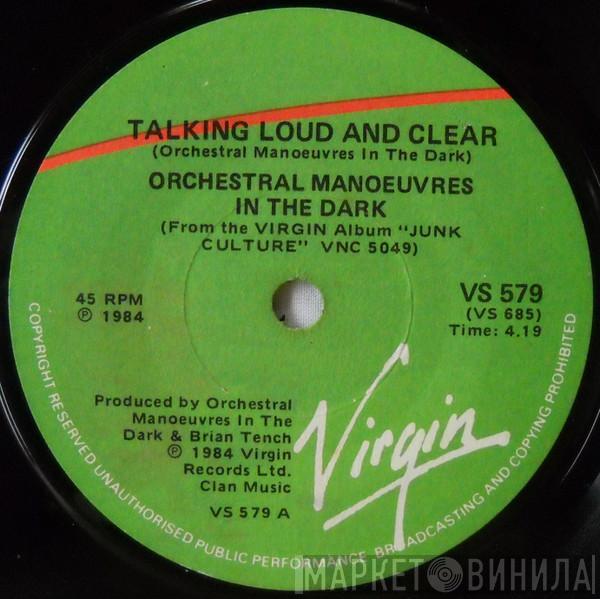 TALKING LOUD AND CLEAR
(Orchestral Manoeuvres In The Dark)
ORCHESTRAL MANOEUVRES
IN THE DARK
(From the VIRGIN Album "JUNK
CULTURE" VNC 5049)
45 RPM
℗ 1984
VS 579
(VS 685)
Time: 4.19
Produced by Orchestral
Manoeuvres In The
Dark & Brian Tench
℗ 1984 Virgin
Records Ltd.
Clan Music
VS 579 A
Virgin
COPYRIGHT RESERVED UNAUTHORISED PUBLIC PERFORMANCE, BROADCASTING AND COPYING PROHIBITED
МАРКЕТ ВИНИЛА